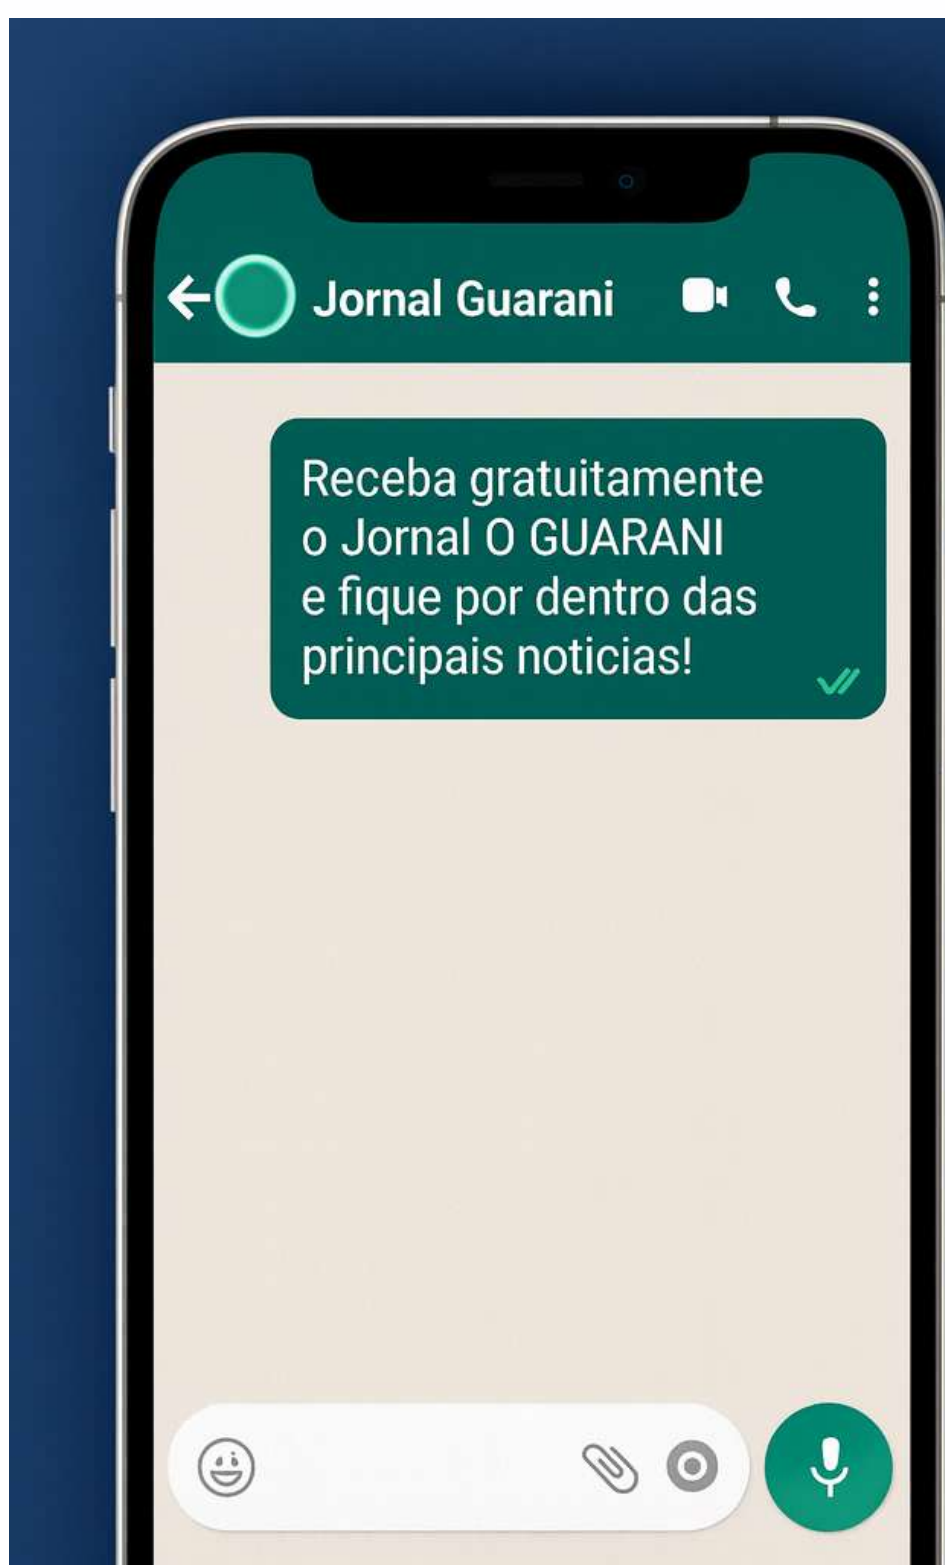 Jornal Guarani
Receba gratuitamente
o Jornal O GUARANI
e fique por dentro das
principais noticias!